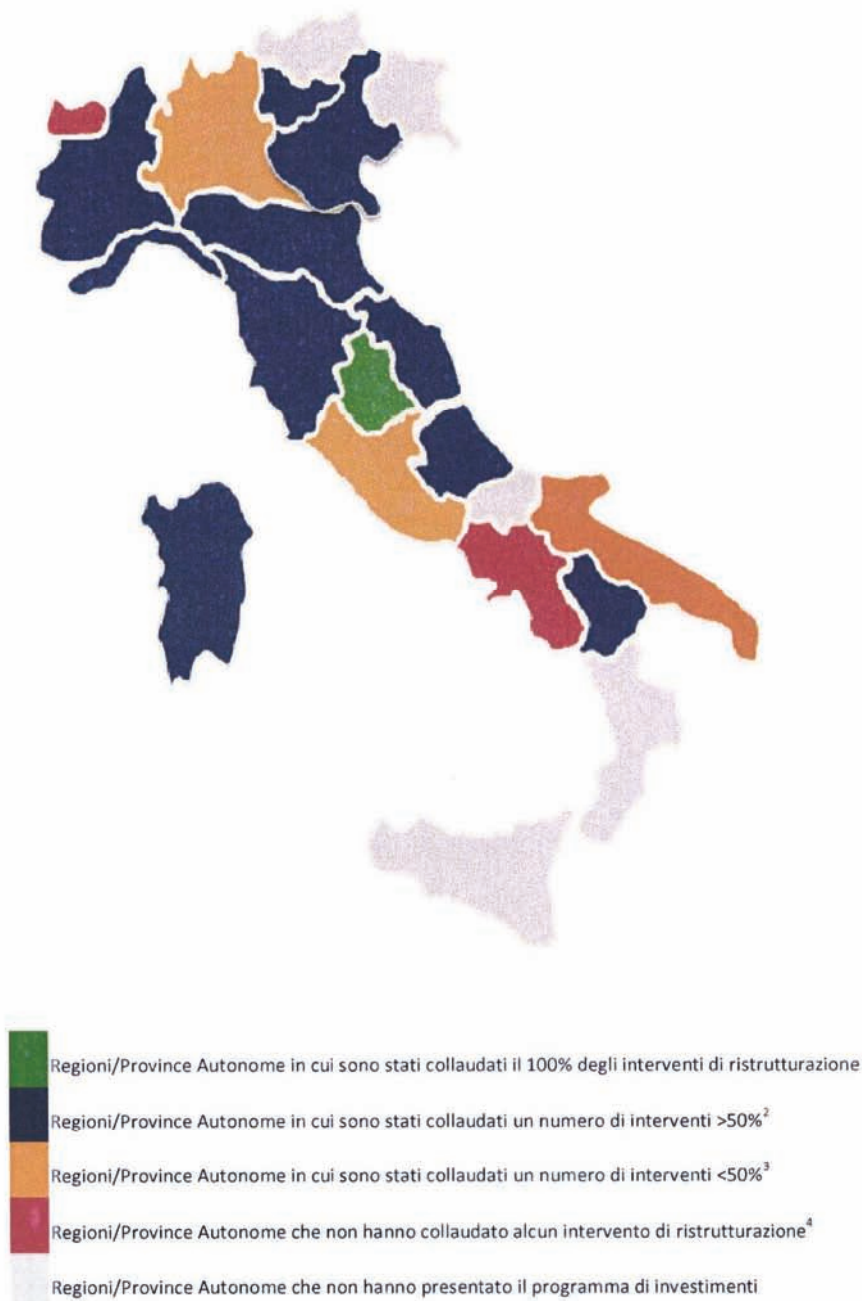 Regioni/Province Autonome in cui sono stati collaudati il 100% degli interventi di ristrutturazione
Regioni/Province Autonome in cui sono stati collaudati un numero di interventi >50%²
Regioni/Province Autonome in cui sono stati collaudati un numero di interventi <50%³
Regioni/Province Autonome che non hanno collaudato alcun intervento di ristrutturazione⁴
Regioni/Province Autonome che non hanno presentato il programma di investimenti